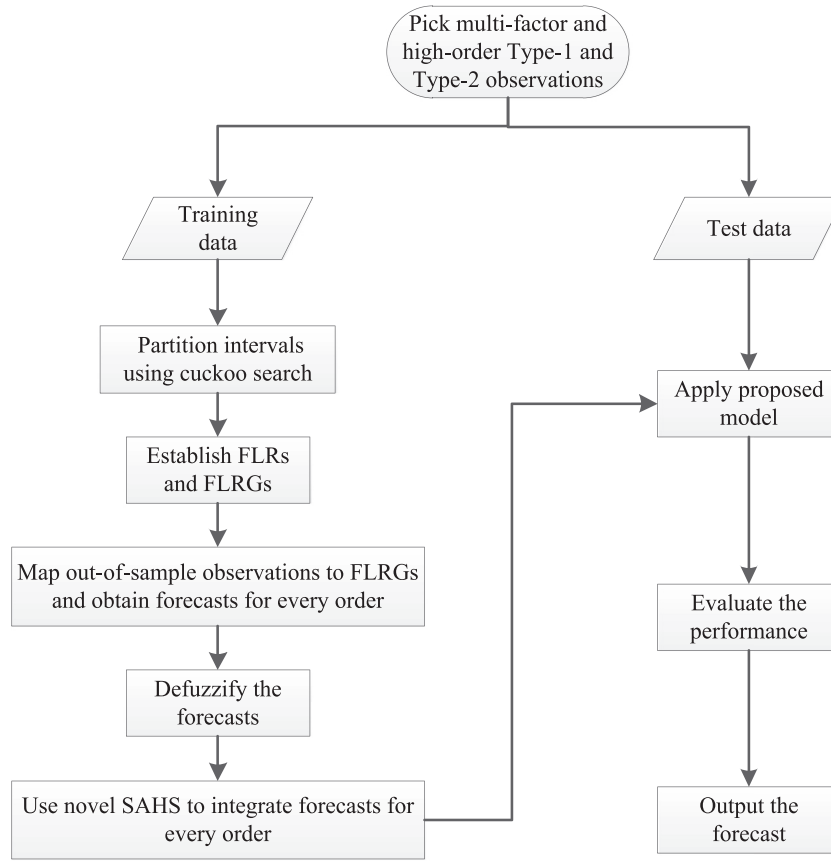 Pick multi-factor and
high-order Type-1 and
Type-2 observations
Training
data
Test data
Partition intervals
using cuckoo search
Apply proposed
model
Establish FLRs
and FLRGs
Map out-of-sample observations to FLRGs
and obtain forecasts for every order
Evaluate the
performance
Defuzzify the
forecasts
Use novel SAHS to integrate forecasts for
every order
Output the
forecast